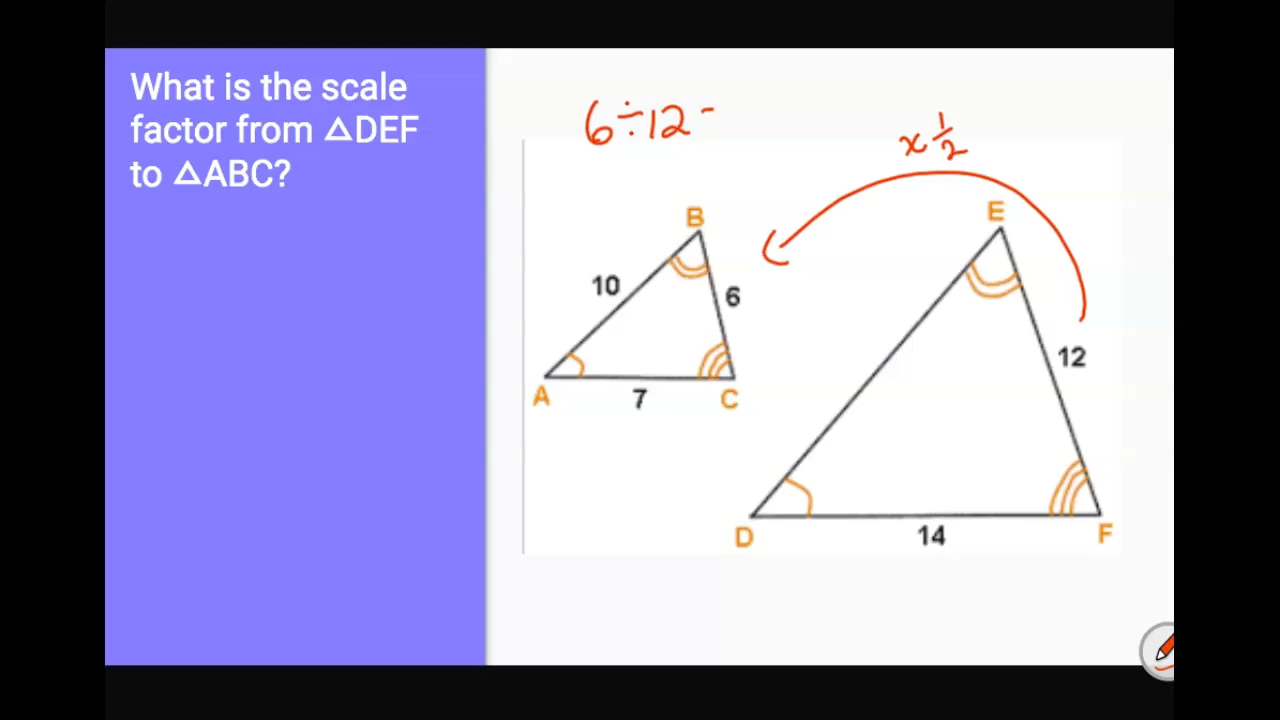 What is the scale
factor from △DEF
to △ABC?
6÷12=
x 1/2
B
10
6
A
7
C
E
12
D
14
F